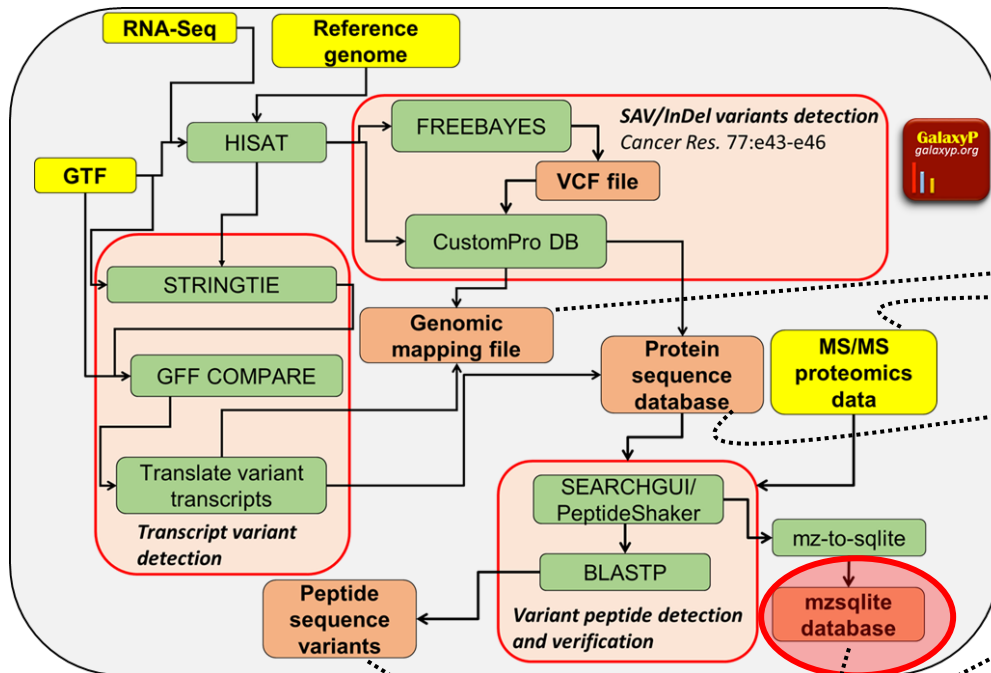 RNA-Seq
Reference
genome
HISAT
GTF
FREEBAYES
SAV/InDel variants detection
Cancer Res. 77:e43-e46
GalaxyP
galaxyp.org
VCF file
CustomPro DB
STRINGTIE
Genomic
mapping file
GFF COMPARE
Protein
sequence
database
MS/MS
proteomics
data
Translate variant
transcripts
Transcript variant
detection
SEARCHGUI/
PeptideShaker
mz-to-sqlite
BLASTP
Peptide
sequence
variants
Variant peptide detection
and verification
mzsqlite
database